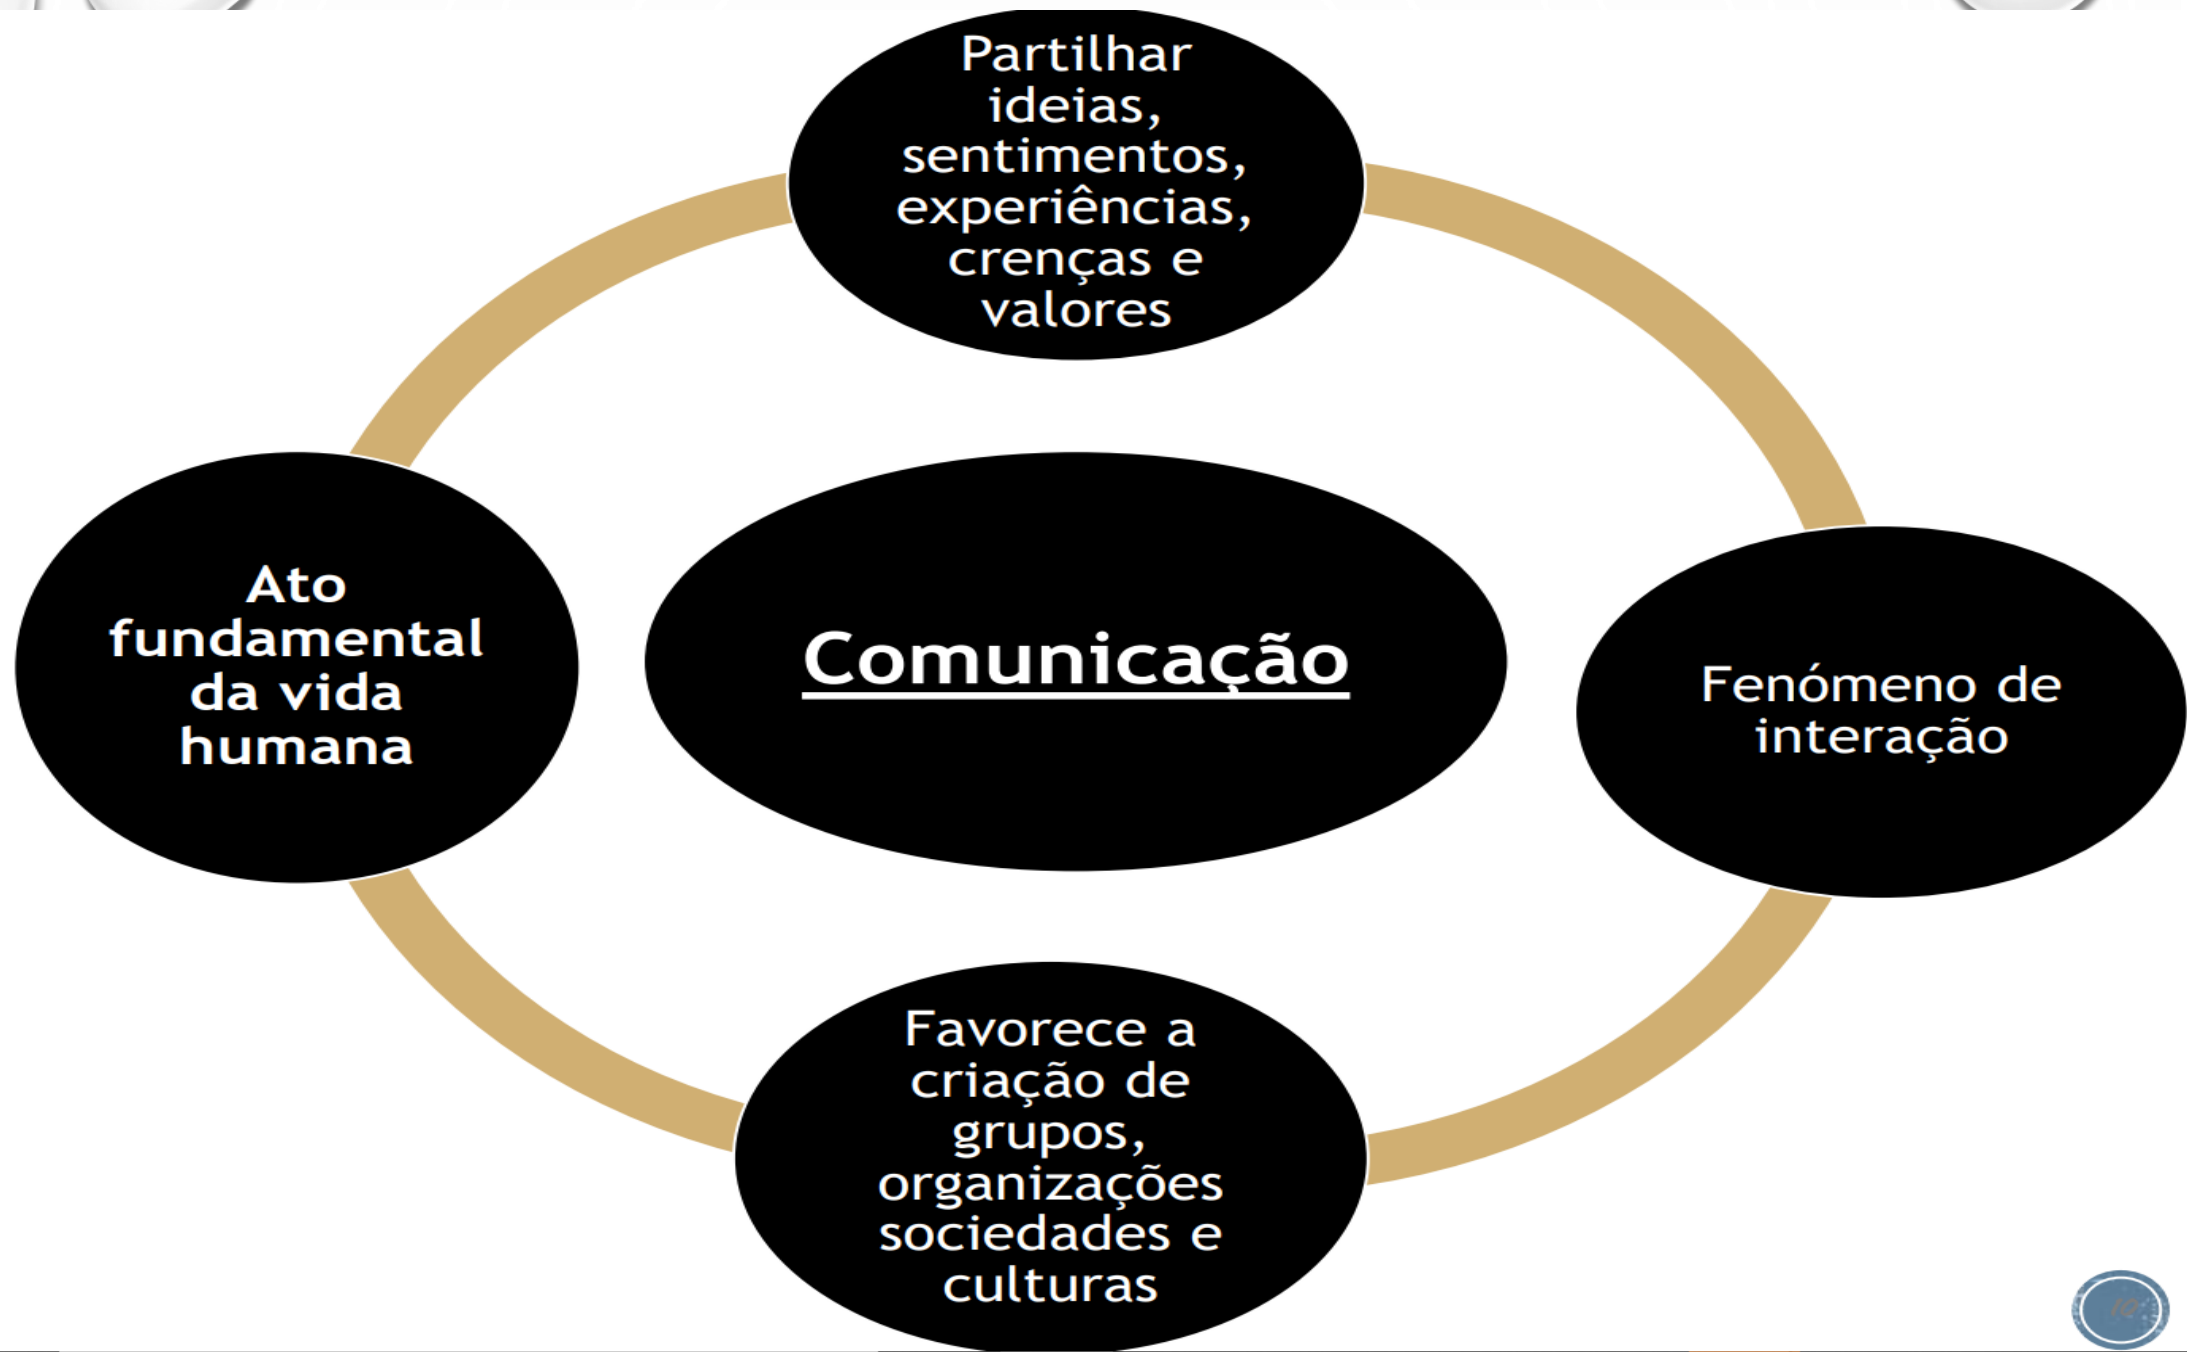 Partilhar
ideias,
sentimentos,
experiências,
crenças e
valores
Ato
fundamental
da vida
humana
Comunicação
Fenómeno de
interação
Favorece a
criação de
grupos,
organizações
sociedades e
culturas
10